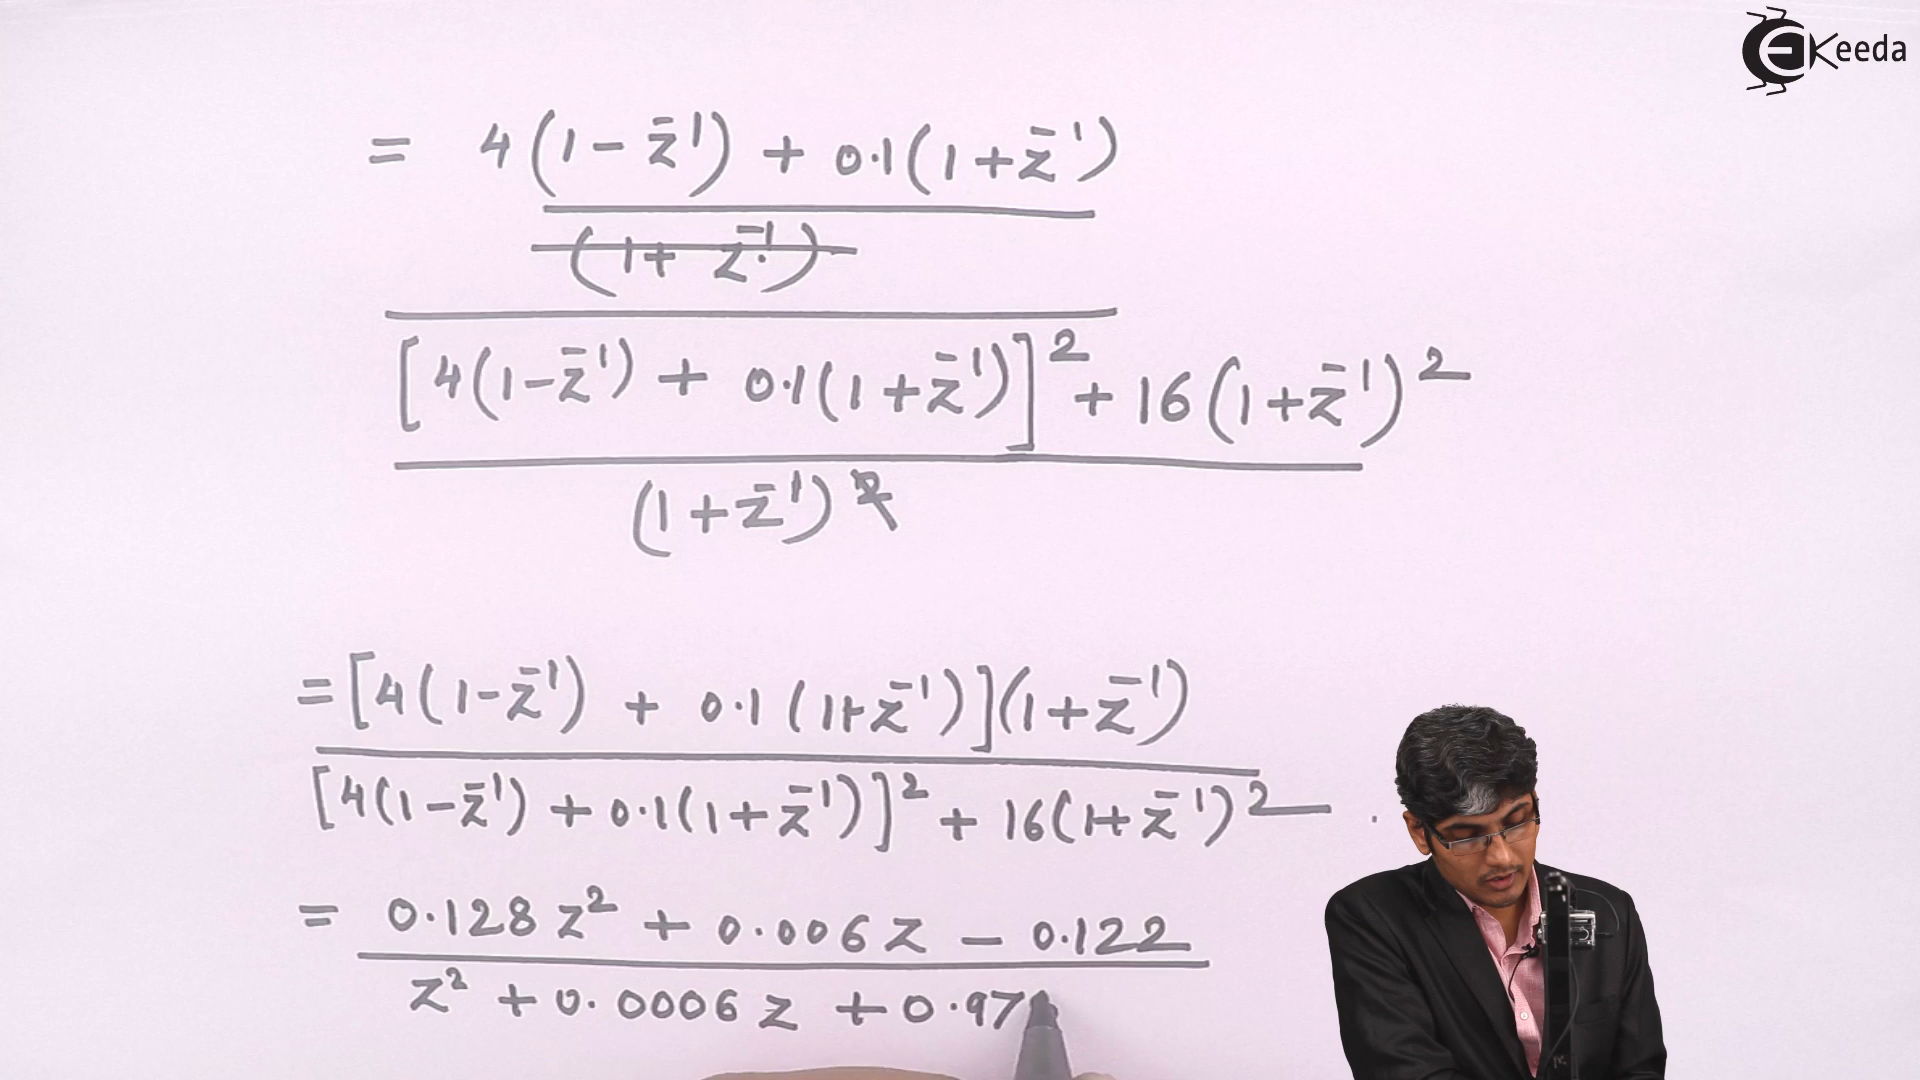 EKeeda
= 4(1 - z⁻¹) + 0.1(1 + z⁻¹)
(1 + z⁻¹)
[4(1 - z⁻¹) + 0.1(1 + z⁻¹)]² + 16(1 + z⁻¹)²
(1 + z⁻¹)²
= [4(1 - z⁻¹) + 0.1(1 + z⁻¹)](1 + z⁻¹)
[4(1 - z⁻¹) + 0.1(1 + z⁻¹)]² + 16(1 + z⁻¹)²
= 0.128 z² + 0.006 z - 0.122
z² + 0.0006 z + 0.97